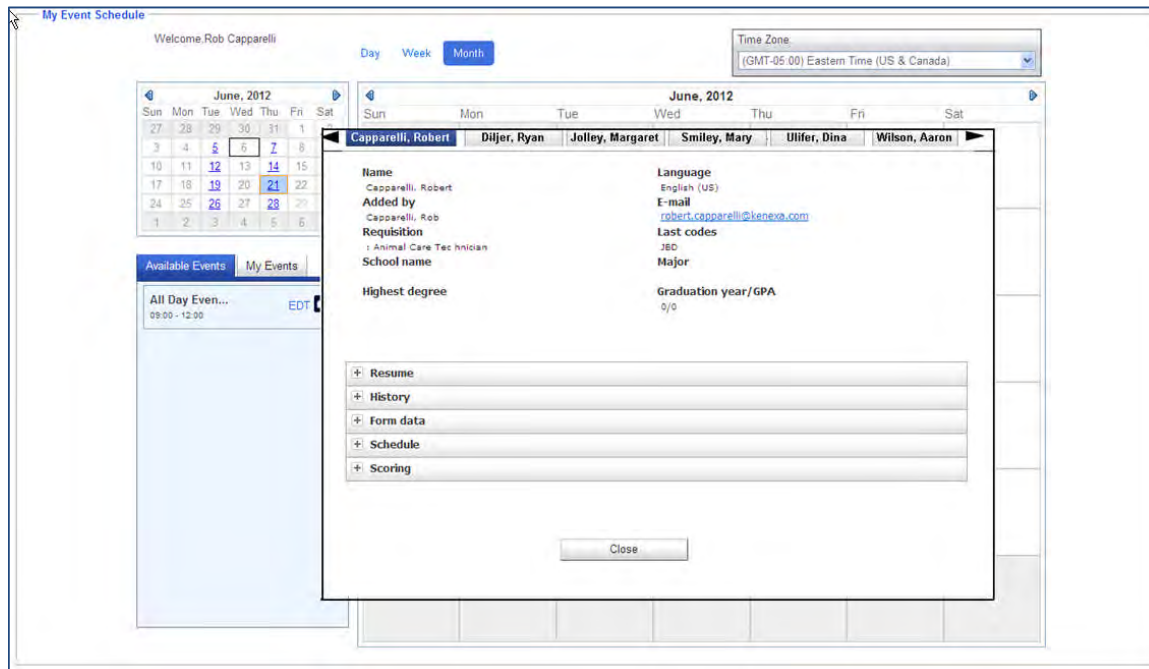 My Event Schedule
Welcome,Rob Capparelli
Day Week Month
Time Zone
(GMT-05:00) Eastern Time (US & Canada)
June, 2012
Sun Mon Tue Wed Thu Fri Sat
27 28 29 30 31 1 2
3 4 5 6 7 8
10 11 12 13 14 15
17 18 19 20 21 22
24 25 26 27 28 29
1 2 3 4 5 6
Available Events My Events
All Day Even...
EDT
09:00 - 12:00
June, 2012
Sun Mon Tue Wed Thu Fri Sat
Capparelli, Robert Diljer, Ryan Jolley, Margaret Smiley, Mary Ulifer, Dina Wilson, Aaron
Name Language
Capparelli, Robert English (US)
Added by E-mail
Capparelli, Rob robert.capparelli@kenexa.com
Requisition Last codes
: Animal Care Tec hnician JBD
School name Major
Highest degree Graduation year/GPA
0/0
+ Resume
+ History
+ Form data
+ Schedule
+ Scoring
Close